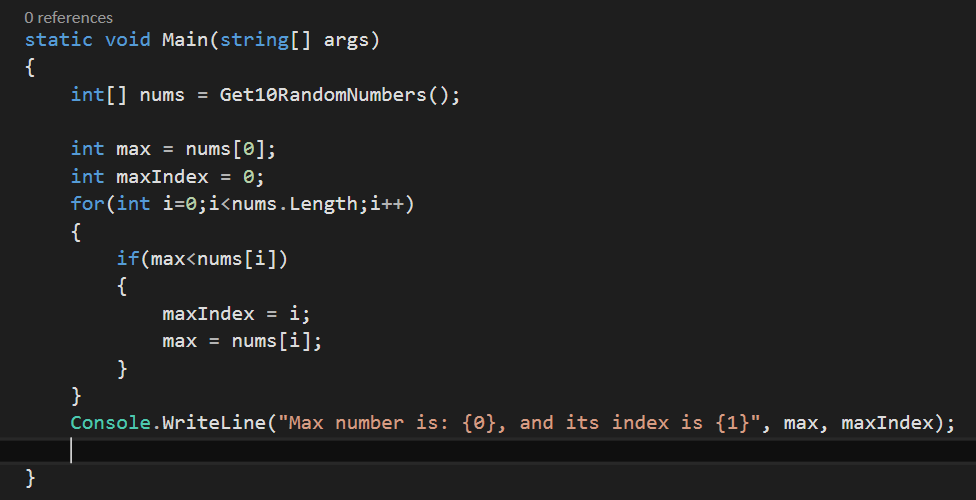 0 references
static void Main(string[] args)
{
    int[] nums = Get10RandomNumbers();

    int max = nums[0];
    int maxIndex = 0;
    for(int i=0;i<nums.Length;i++)
    {
        if(max<nums[i])
        {
            maxIndex = i;
            max = nums[i];
        }
    }
    Console.WriteLine("Max number is: {0}, and its index is {1}", max, maxIndex);

}